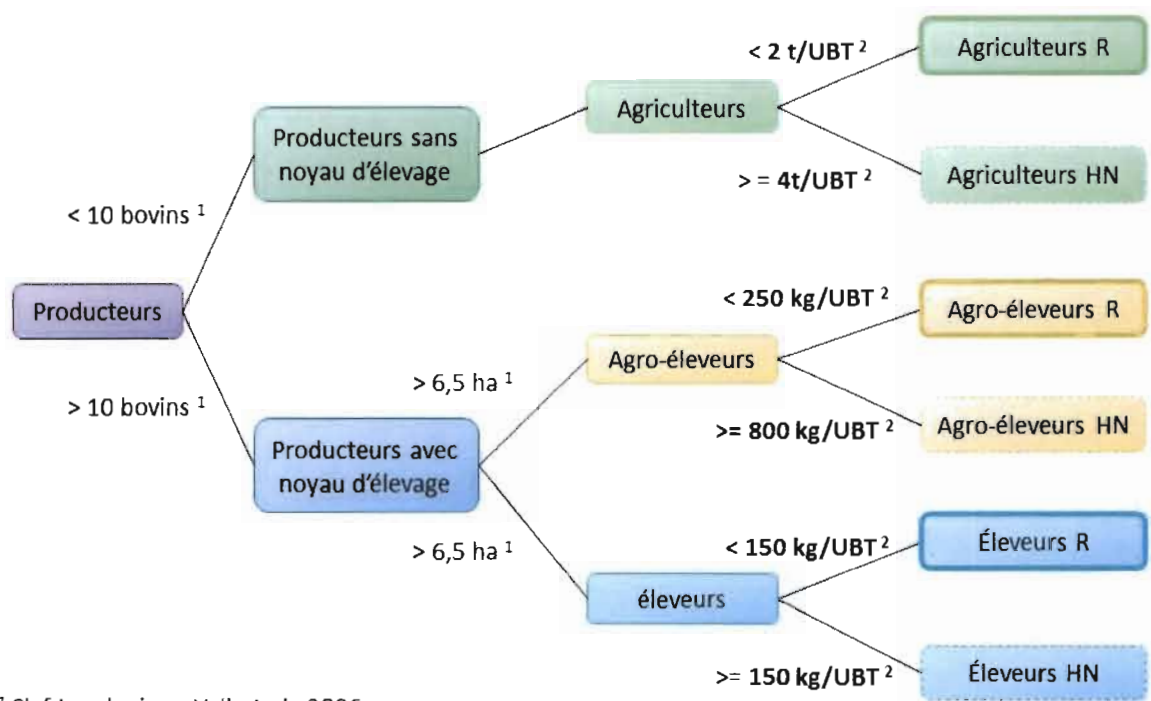 < 2 t/UBT ²
Agriculteurs R
Agriculteurs
Producteurs sans
noyau d'élevage
> = 4t/UBT ²
Agriculteurs HN
< 10 bovins ¹
Producteurs
< 250 kg/UBT ²
Agro-éleveurs R
Agro-éleveurs
> 6,5 ha ¹
> 10 bovins ¹
>= 800 kg/UBT ²
Agro-éleveurs HN
Producteurs avec
noyau d'élevage
> 6,5 ha ¹
< 150 kg/UBT ²
Éleveurs R
éleveurs
>= 150 kg/UBT ²
Éleveurs HN